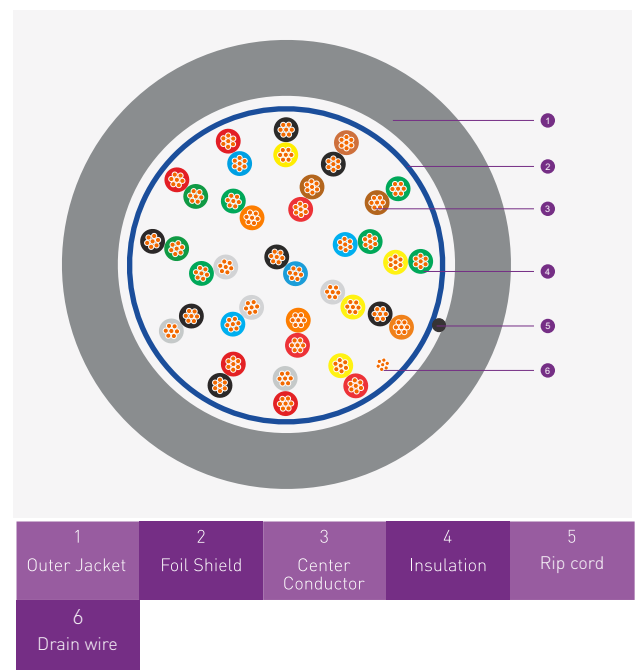 1
2
3
4
5
6
1
2
3
4
5
Outer Jacket
Foil Shield
Center
Conductor
Insulation
Rip cord
6
Drain wire